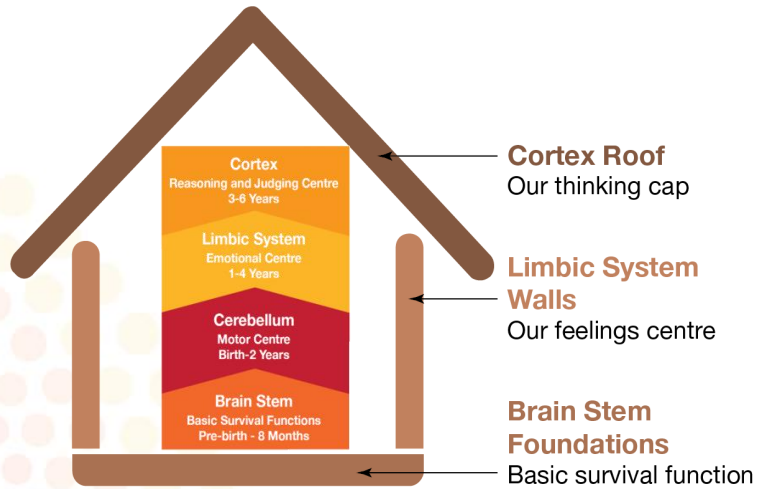 Cortex
Reasoning and Judging Centre
3-6 Years
Limbic System
Emotional Centre
1-4 Years
Cerebellum
Motor Centre
Birth-2 Years
Brain Stem
Basic Survival Functions
Pre-birth - 8 Months
Cortex Roof
Our thinking cap
Limbic System
Walls
Our feelings centre
Brain Stem
Foundations
Basic survival function